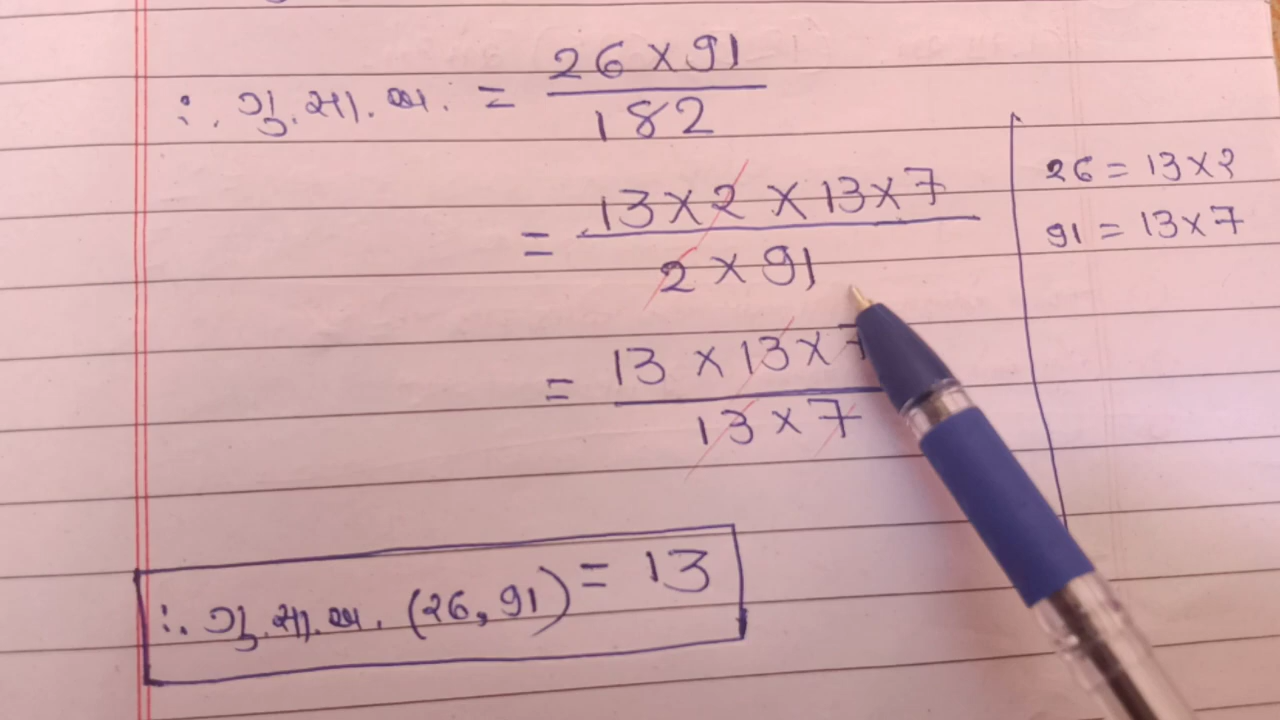 ∴ ગુ.સા.અ. = 26 × 91 / 182
= 13 × 2 × 13 × 7 / 2 × 91
= 13 × 13 × 7 / 13 × 7
∴ ગુ.સા.અ. (26, 91) = 13
26 = 13 × 2
91 = 13 × 7